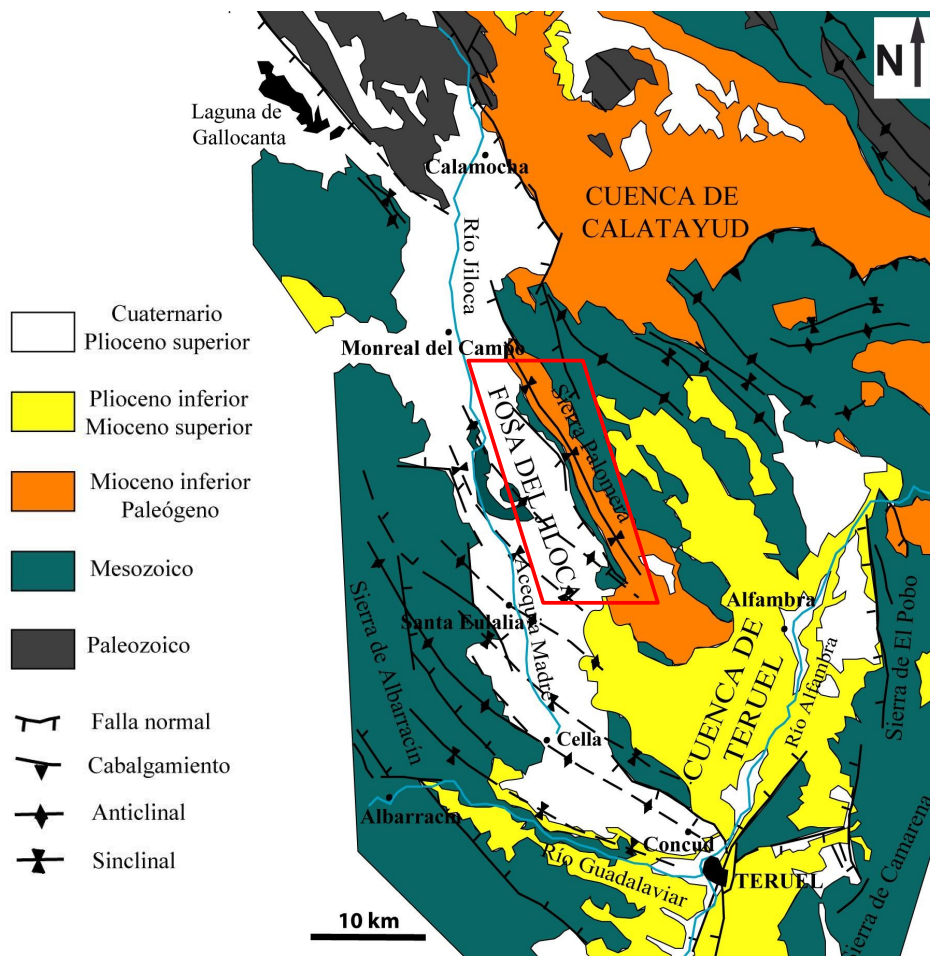 N
Laguna de
Gallocanta
Calamocha
CUENCA DE
CALATAYUD
Río Jiloca
Monreal del Campo
FOSA DEL JILOCA
Sierra Palomera
Cuaternario
Plioceno superior
Plioceno inferior
Mioceno superior
Mioceno inferior
Paleógeno
Mesozoico
Paleozoico
Falla normal
Cabalgamiento
Anticlinal
Sinclinal
Sierra de Albarracín
Santa Eulalia
Acequia Madre
Alfambra
CUENCA DE
TERUEL
Río Alfambra
Sierra de El Pobo
Cella
Albarracín
Concud
Río Guadalaviar
TERUEL
Sierra de Camarena
10 km